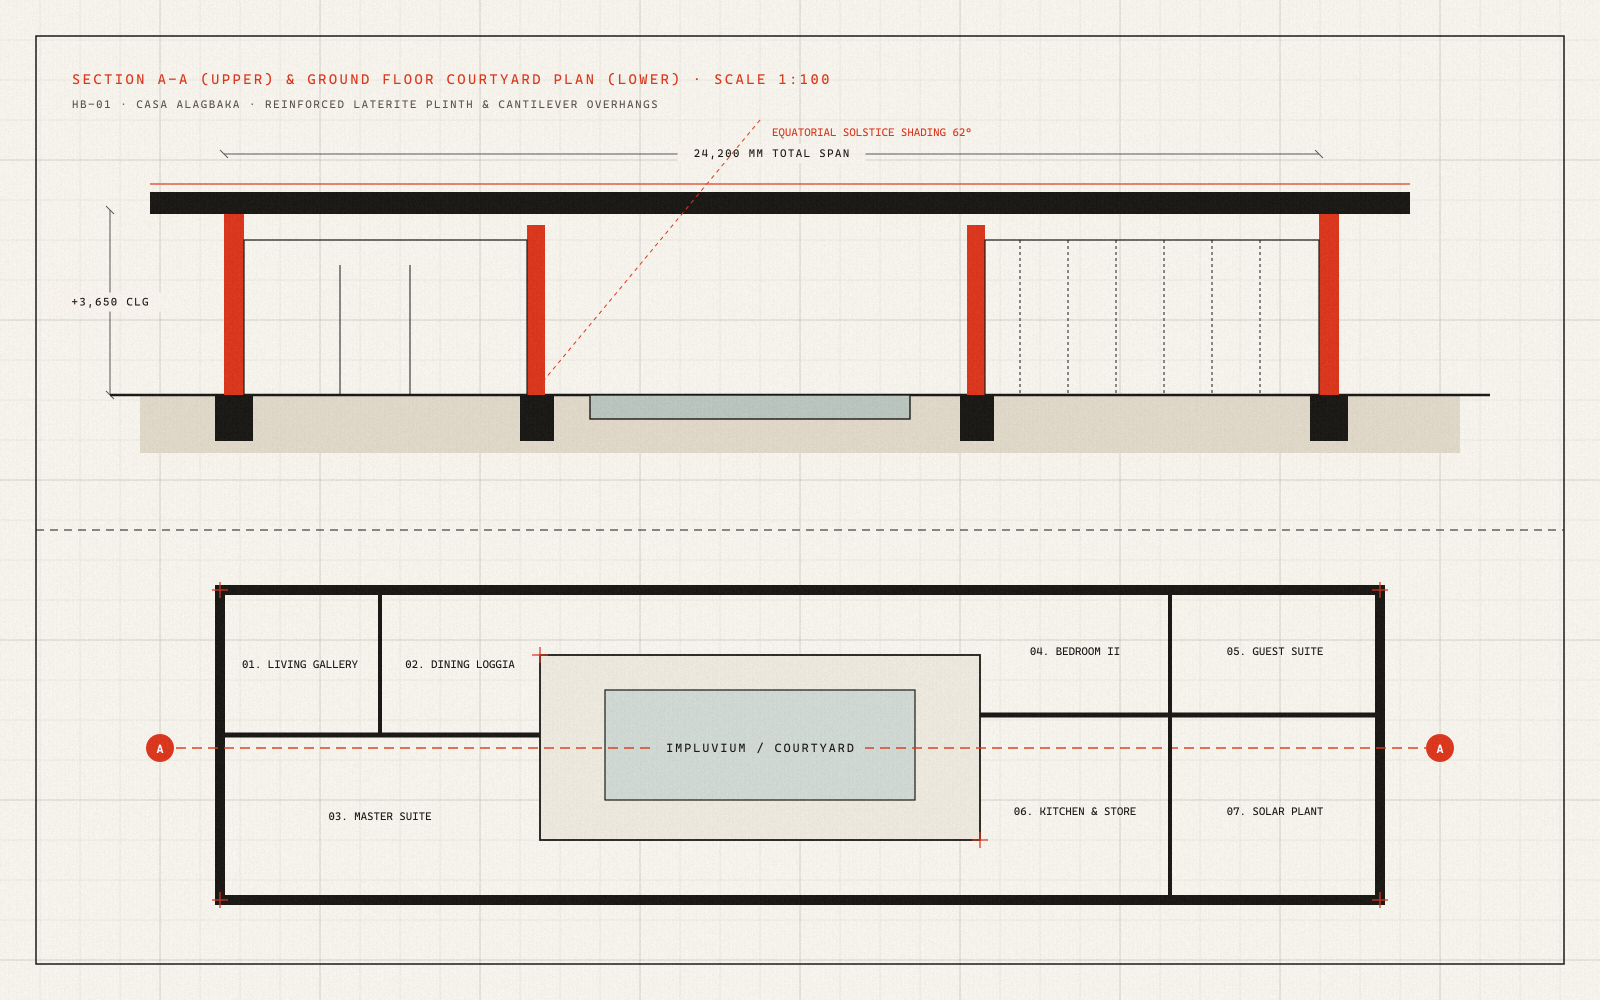 SECTION A–A (UPPER) & GROUND FLOOR COURTYARD PLAN (LOWER) · SCALE 1:100
HB–01 · CASA ALAGBAKA · REINFORCED LATERITE PLINTH & CANTILEVER OVERHANGS
EQUATORIAL SOLSTICE SHADING 62°
24,200 MM TOTAL SPAN
+3,650 CLG
01. LIVING GALLERY
02. DINING LOGGIA
04. BEDROOM II
05. GUEST SUITE
A
IMPLUVIUM / COURTYARD
A
03. MASTER SUITE
06. KITCHEN & STORE
07. SOLAR PLANT